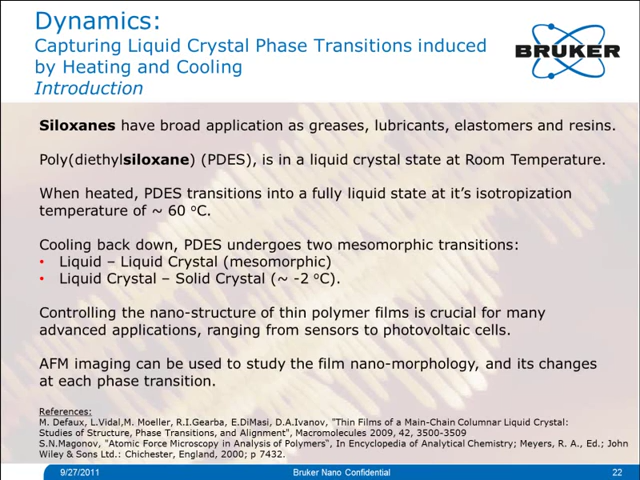 Dynamics:
Capturing Liquid Crystal Phase Transitions induced
by Heating and Cooling
Introduction
BRUKER
Siloxanes have broad application as greases, lubricants, elastomers and resins.
Poly(diethylsiloxane) (PDES), is in a liquid crystal state at Room Temperature.
When heated, PDES transitions into a fully liquid state at it's isotropization
temperature of ~ 60 ºC.
Cooling back down, PDES undergoes two mesomorphic transitions:
• Liquid – Liquid Crystal (mesomorphic)
• Liquid Crystal – Solid Crystal (~ -2 ºC).
Controlling the nano-structure of thin polymer films is crucial for many
advanced applications, ranging from sensors to photovoltaic cells.
AFM imaging can be used to study the film nano-morphology, and its changes
at each phase transition.
References:
M. Defaux, L.Vidal,M. Moeller, R.I.Gearba, E.DiMasi, D.A.Ivanov, "Thin Films of a Main-Chain Columnar Liquid Crystal:
Studies of Structure, Phase Transitions, and Alignment", Macromolecules 2009, 42, 3500-3509
S.N.Magonov, "Atomic Force Microscopy in Analysis of Polymers", In Encyclopedia of Analytical Chemistry; Meyers, R. A., Ed.; John
Wiley & Sons Ltd.: Chichester, England, 2000; p 7432.
9/27/2011
Bruker Nano Confidential
22